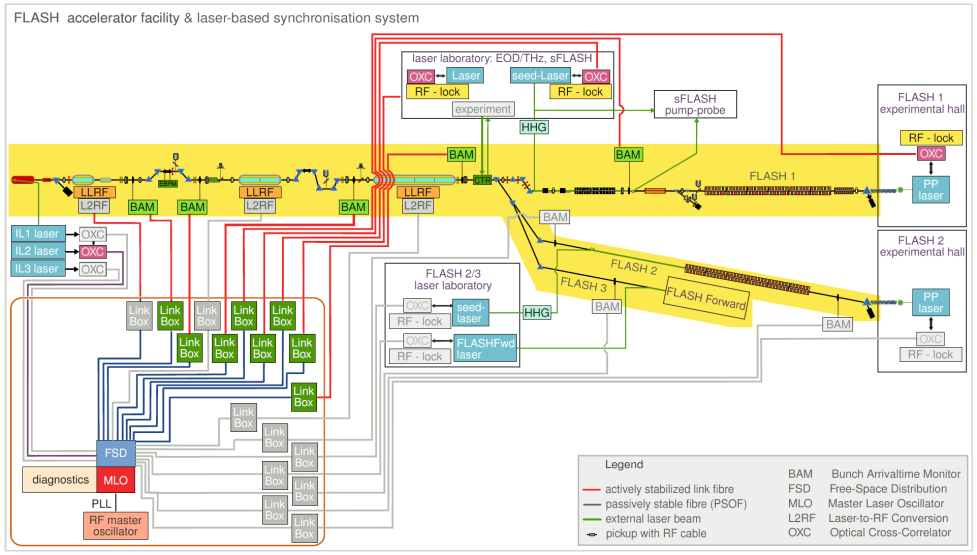 FLASH accelerator facility & laser-based synchronisation system
laser laboratory: EOD/THz, sFLASH
OXC
Laser
seed-Laser
OXC
RF - lock
RF - lock
experiment
HHG
sFLASH
pump-probe
FLASH 1
experimental hall
RF - lock
OXC
PP
laser
BAM
BAM
EBPM
CTR
FLASH 1
LLRF
L2RF
BAM
BAM
LLRF
L2RF
BAM
LLRF
L2RF
BAM
IL1 laser
OXC
IL2 laser
OXC
IL3 laser
OXC
FLASH 2
experimental hall
PP
laser
OXC
RF - lock
FLASH 2
FLASH 3
FLASH Forward
BAM
BAM
FLASH 2/3
laser laboratory
OXC
seed-
laser
RF - lock
HHG
OXC
FLASHFwd
laser
RF - lock
Link
Box
Link
Box
Link
Box
Link
Box
Link
Box
Link
Box
Link
Box
Link
Box
Link
Box
Link
Box
Link
Box
Link
Box
Link
Box
Link
Box
Link
Box
Link
Box
FSD
diagnostics
MLO
PLL
RF master
oscillator
Legend
actively stabilized link fibre
passively stable fibre (PSOF)
external laser beam
pickup with RF cable
BAM Bunch Arrivaltime Monitor
FSD Free-Space Distribution
MLO Master Laser Oscillator
L2RF Laser-to-RF Conversion
OXC Optical Cross-Correlator